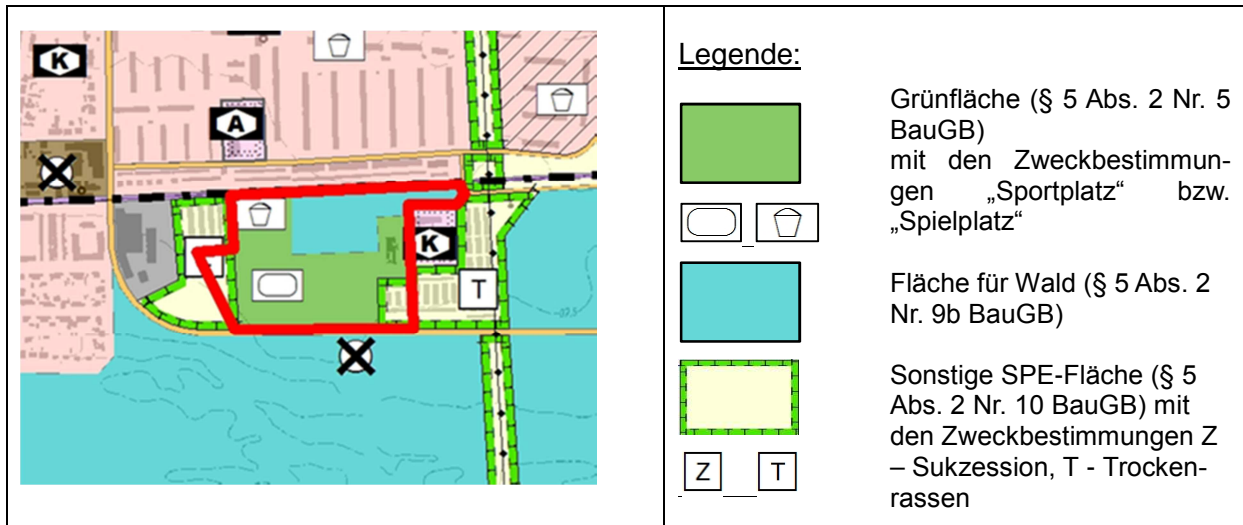 K
A
K
T
Legende:
Grünfläche (§ 5 Abs. 2 Nr. 5
BauGB)
mit den Zweckbestimmun-
gen „Sportplatz“ bzw.
„Spielplatz“
Fläche für Wald (§ 5 Abs. 2
Nr. 9b BauGB)
Sonstige SPE-Fläche (§ 5
Abs. 2 Nr. 10 BauGB) mit
den Zweckbestimmungen Z
– Sukzession, T - Trocken-
rassen
Z T